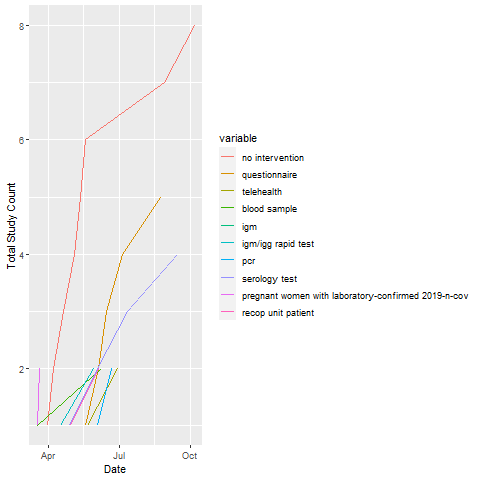 8
6
4
2
Total Study Count
Apr
Jul
Oct
Date
variable
no intervention
questionnaire
telehealth
blood sample
igm
igm/igg rapid test
pcr
serology test
pregnant women with laboratory-confirmed 2019-n-cov
recop unit patient